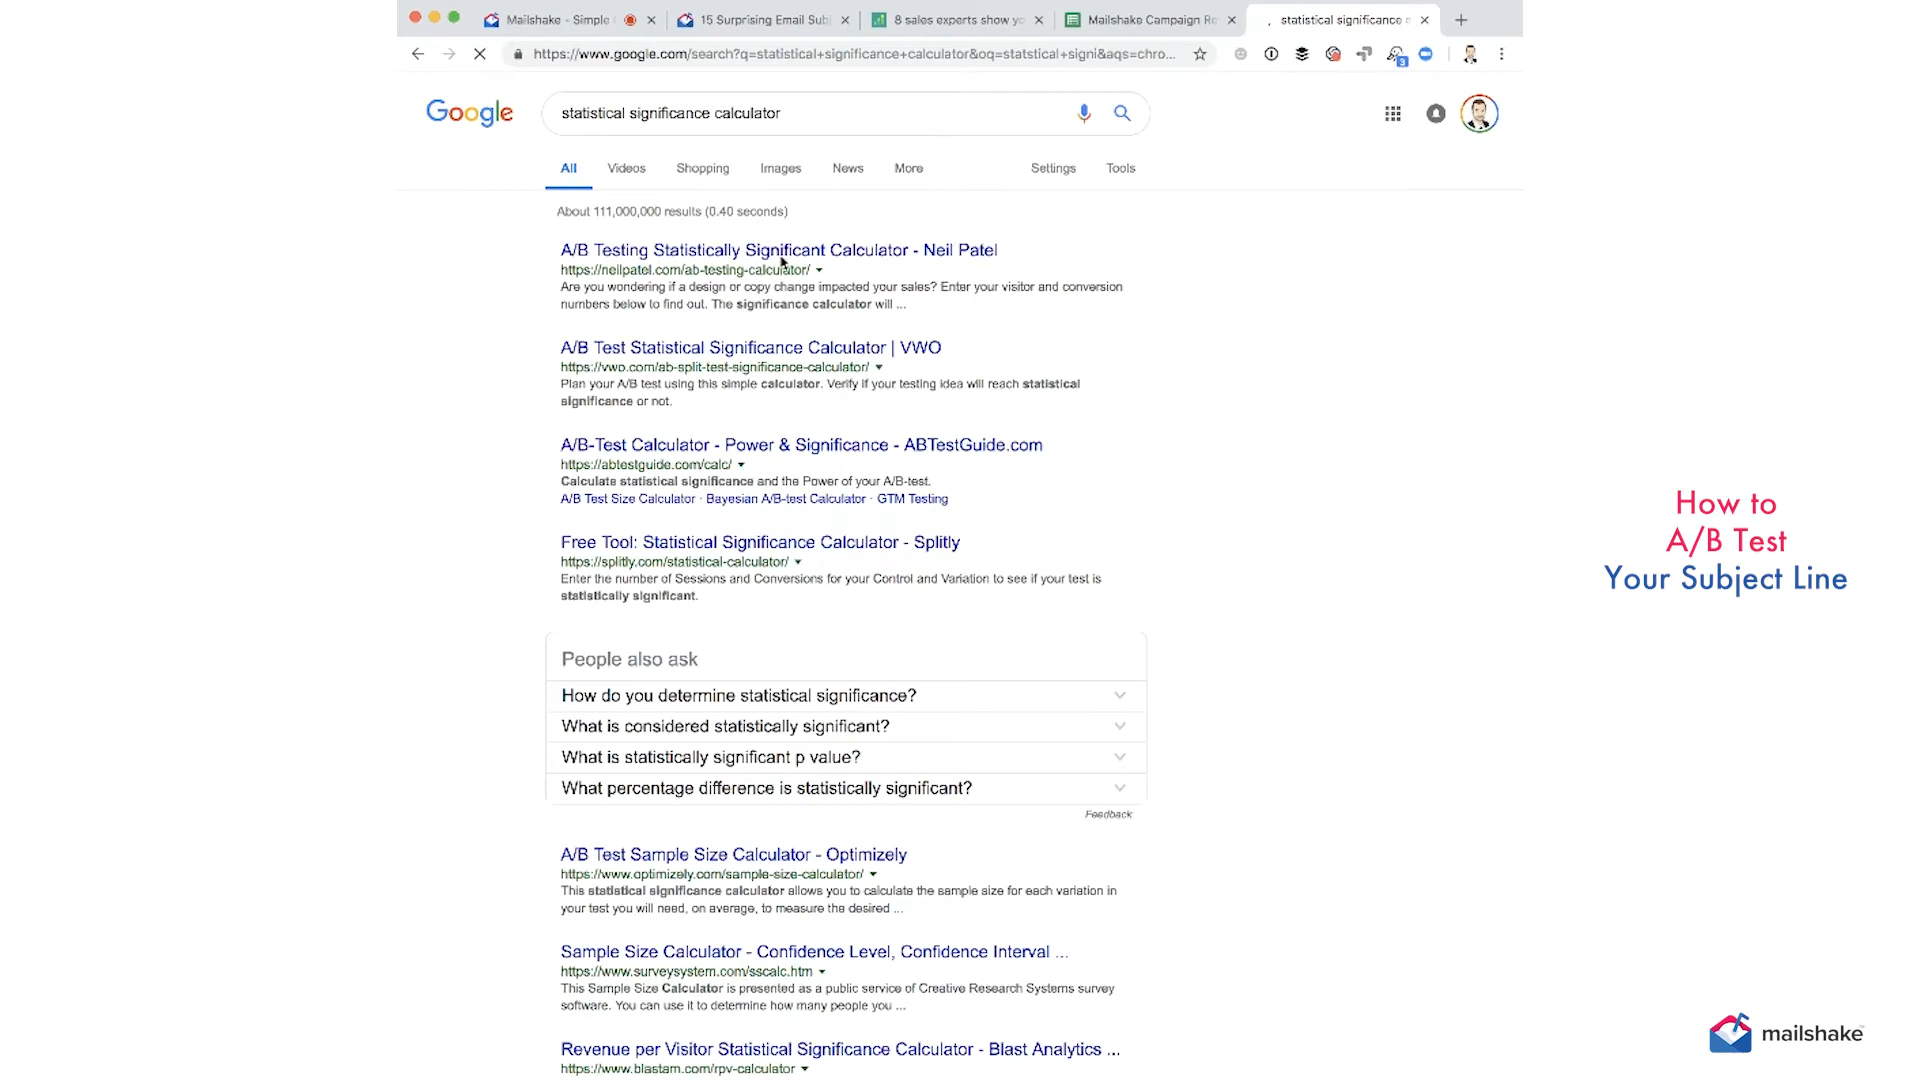 Mailshake - Simple
15 Surprising Email Sub
8 sales experts show yo
Mailshake Campaign Re
statistical significance
https://www.google.com/search?q=statistical+significance+calculator&oq=statstical+signi&aqs=chro...
3
Google
statistical significance calculator
All
Videos
Shopping
Images
News
More
Settings
Tools
About 111,000,000 results (0.40 seconds)
A/B Testing Statistically Significant Calculator - Neil Patel
https://neilpatel.com/ab-testing-calculator/
Are you wondering if a design or copy change impacted your sales? Enter your visitor and conversion
numbers below to find out. The significance calculator will ...
A/B Test Statistical Significance Calculator | VWO
https://vwo.com/ab-split-test-significance-calculator/
Plan your A/B test using this simple calculator. Verify if your testing idea will reach statistical
significance or not.
A/B-Test Calculator - Power & Significance - ABTestGuide.com
https://abtestguide.com/calc/
Calculate statistical significance and the Power of your A/B-test.
A/B Test Size Calculator · Bayesian A/B-test Calculator · GTM Testing
Free Tool: Statistical Significance Calculator - Splitly
https://splitly.com/statistical-calculator/
Enter the number of Sessions and Conversions for your Control and Variation to see if your test is
statistically significant.
People also ask
How do you determine statistical significance?
What is considered statistically significant?
What is statistically significant p value?
What percentage difference is statistically significant?
Feedback
A/B Test Sample Size Calculator - Optimizely
https://www.optimizely.com/sample-size-calculator/
This statistical significance calculator allows you to calculate the sample size for each variation in
your test you will need, on average, to measure the desired ...
Sample Size Calculator - Confidence Level, Confidence Interval ...
https://www.surveysystem.com/sscalc.htm
This Sample Size Calculator is presented as a public service of Creative Research Systems survey
software. You can use it to determine how many people you ...
Revenue per Visitor Statistical Significance Calculator - Blast Analytics ...
https://www.blastam.com/rpv-calculator
How to
A/B Test
Your Subject Line
mailshake